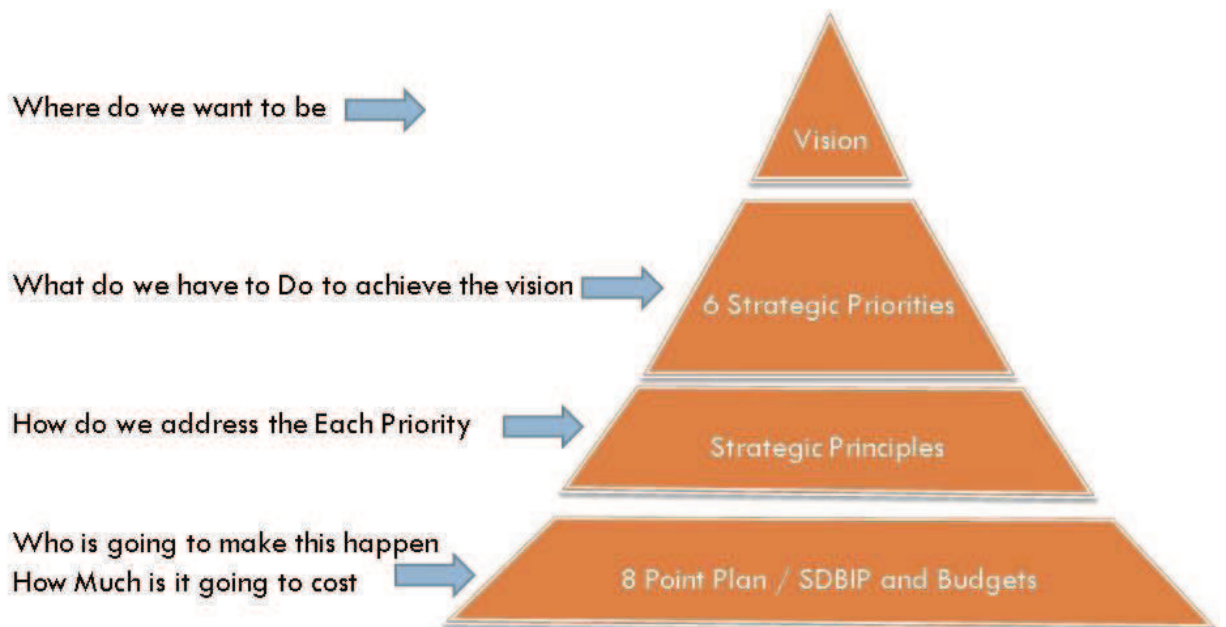 Where do we want to be
Vision
What do we have to Do to achieve the vision
6 Strategic Priorities
How do we address the Each Priority
Strategic Principles
Who is going to make this happen
How Much is it going to cost
8 Point Plan / SDBIP and Budgets